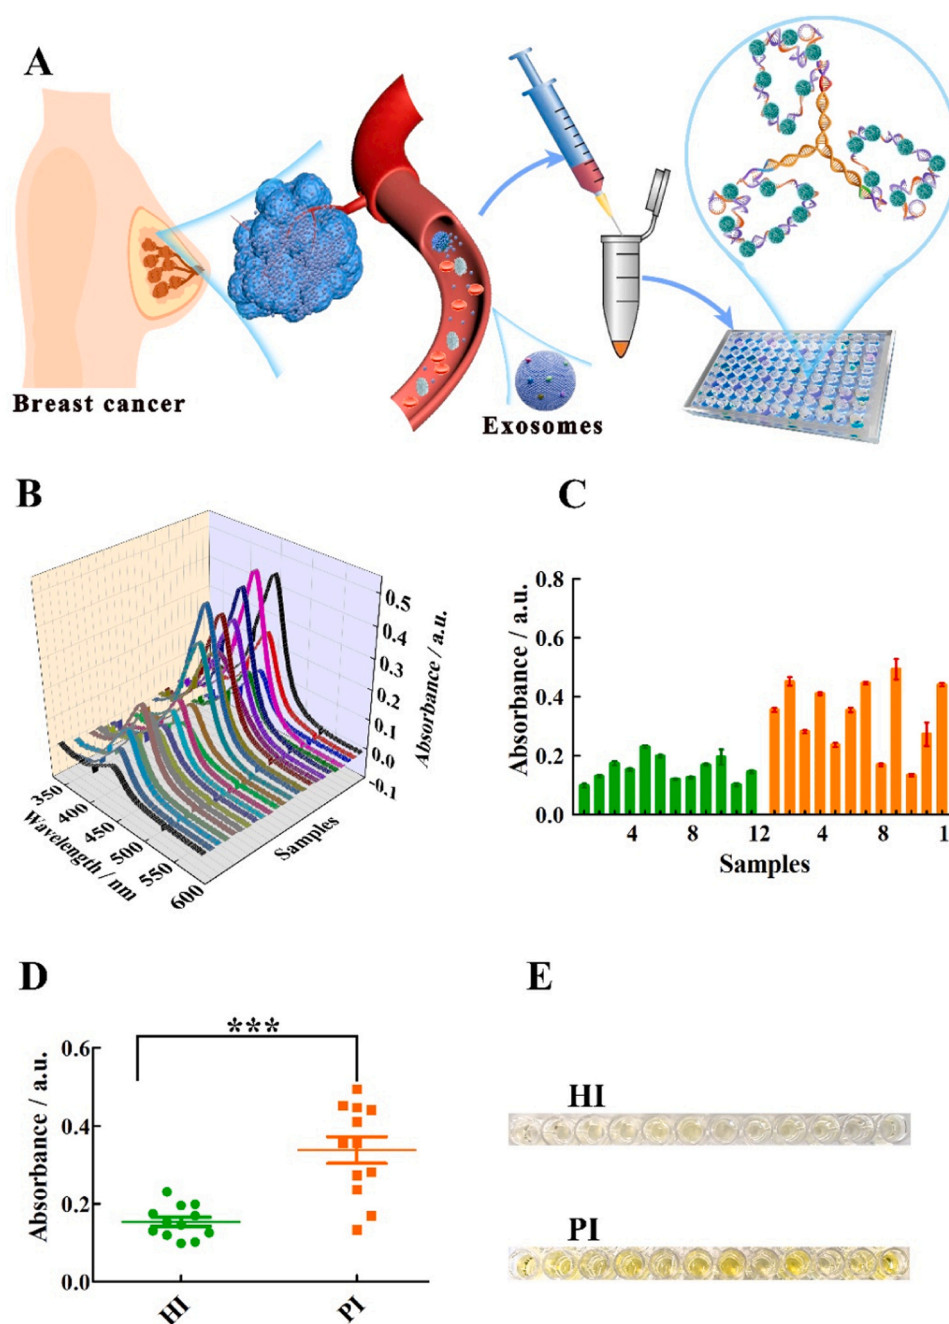 A
Breast cancer
Exosomes
B
0.5
0.4
0.3
0.2
0.1
0.0
-0.1
Absorbance / a.u.
350
400
450
500
550
600
Wavelength / nm
Samples
C
0.8
0.6
0.4
0.2
0.0
Absorbance / a.u.
4 8 12 4 8 1
Samples
D
***
0.6
0.4
0.2
0.0
Absorbance / a.u.
HI PI
E
HI
PI